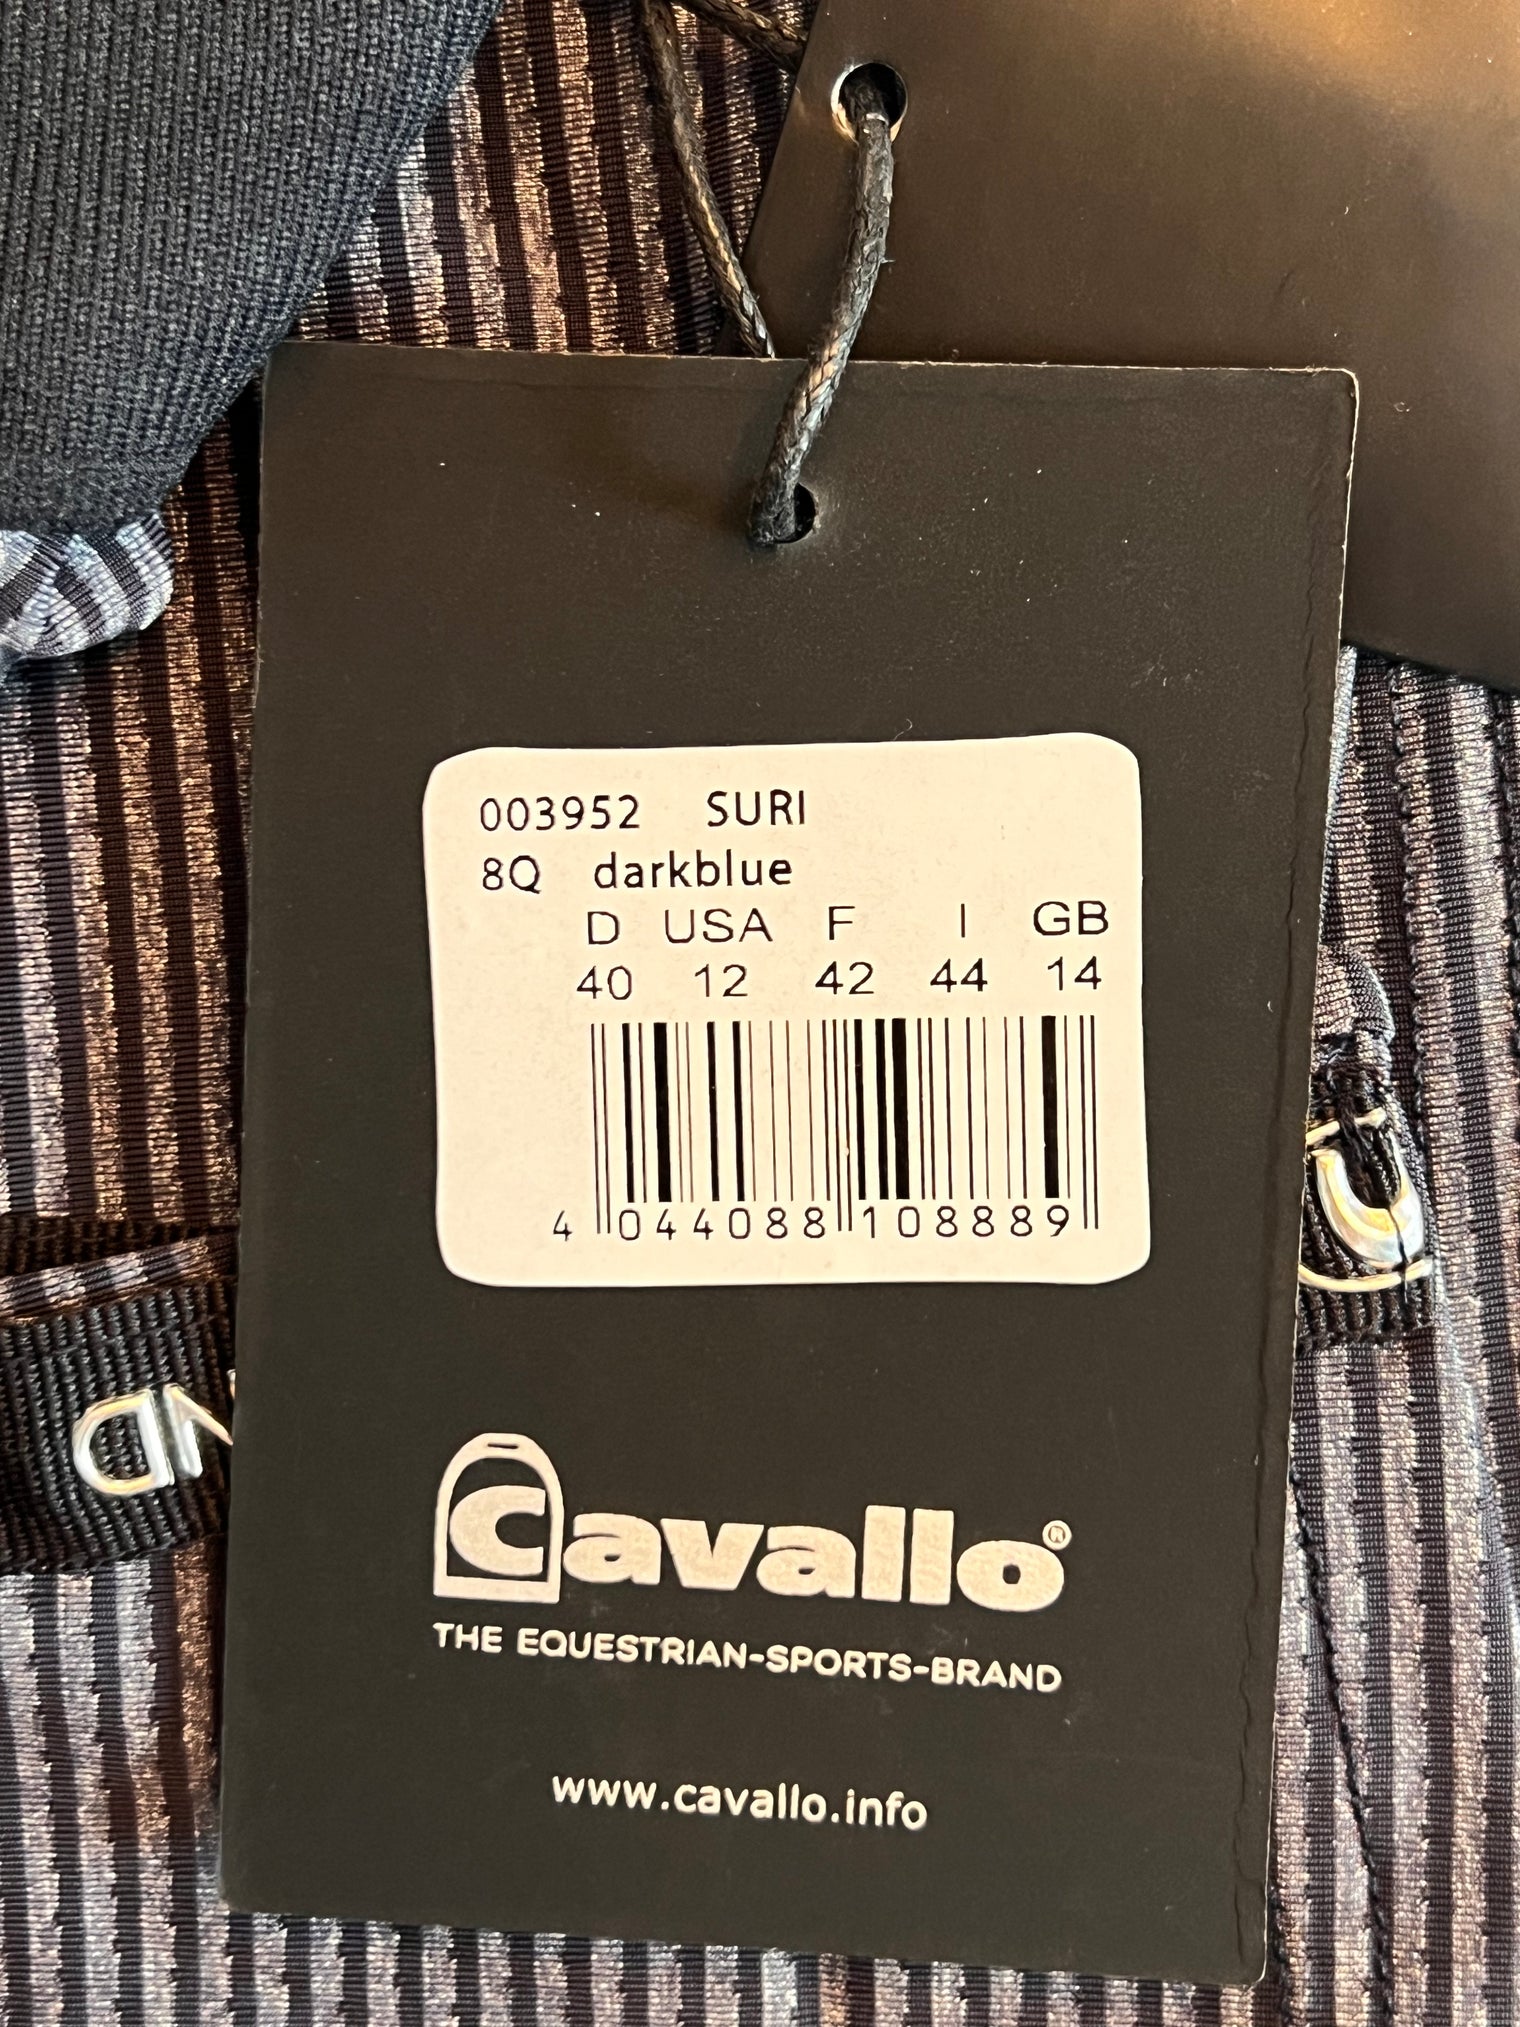 003952 SURI
8Q darkblue
D USA F I GB
40 12 42 44 14
4 044088 108889
Cavallo®
THE EQUESTRIAN-SPORTS-BRAND
www.cavallo.info